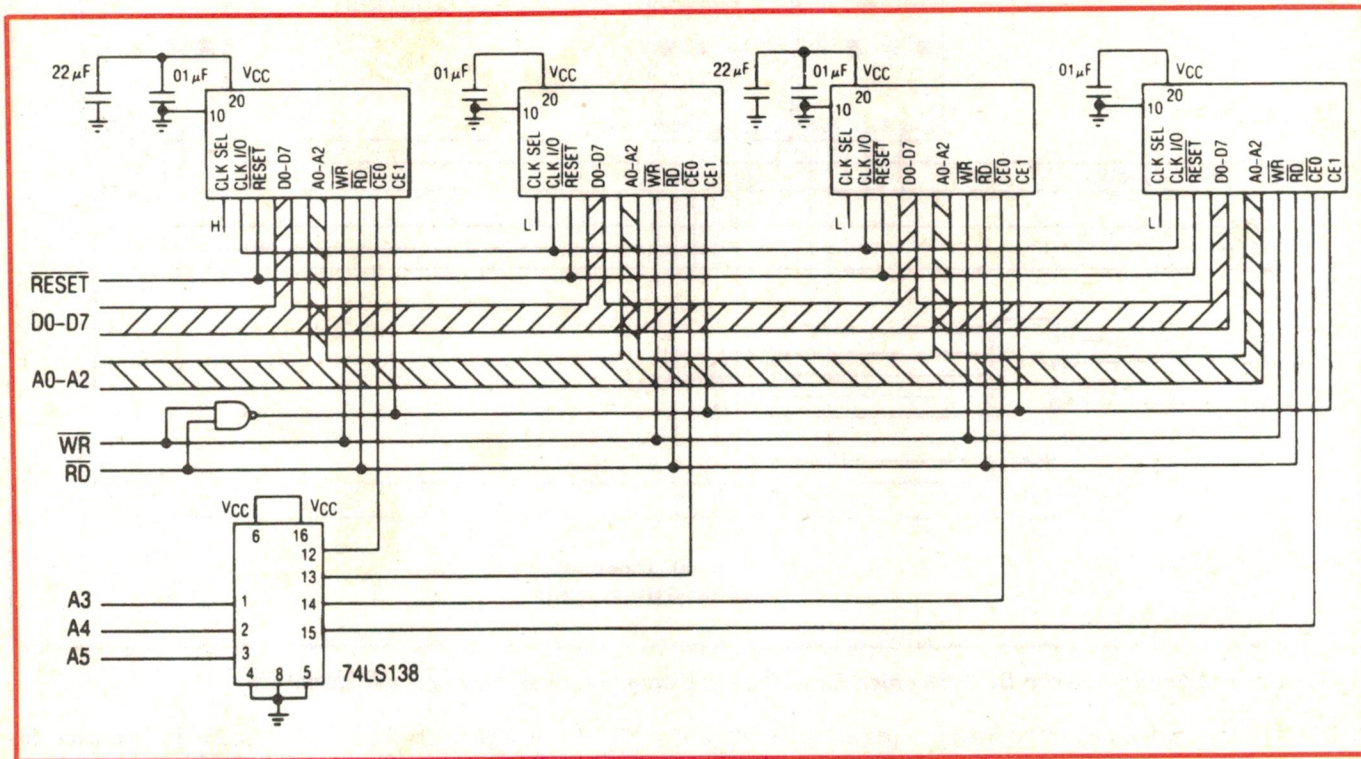 22 μF
01 μF
VCC
20
10
CLK SEL
CLK I/O
RESET
D0-D7
A0-A2
WR
RD
CE0
CE1
H
01 μF
VCC
20
10
CLK SEL
CLK I/O
RESET
D0-D7
A0-A2
WR
RD
CE0
CE1
L
22 μF
01 μF
VCC
20
10
CLK SEL
CLK I/O
RESET
D0-D7
A0-A2
WR
RD
CE0
CE1
L
01 μF
VCC
20
10
CLK SEL
CLK I/O
RESET
D0-D7
A0-A2
WR
RD
CE0
CE1
L
RESET
D0-D7
A0-A2
WR
RD
VCC
VCC
6
16
12
13
A3
1
14
A4
2
15
A5
3
4
8
5
74LS138